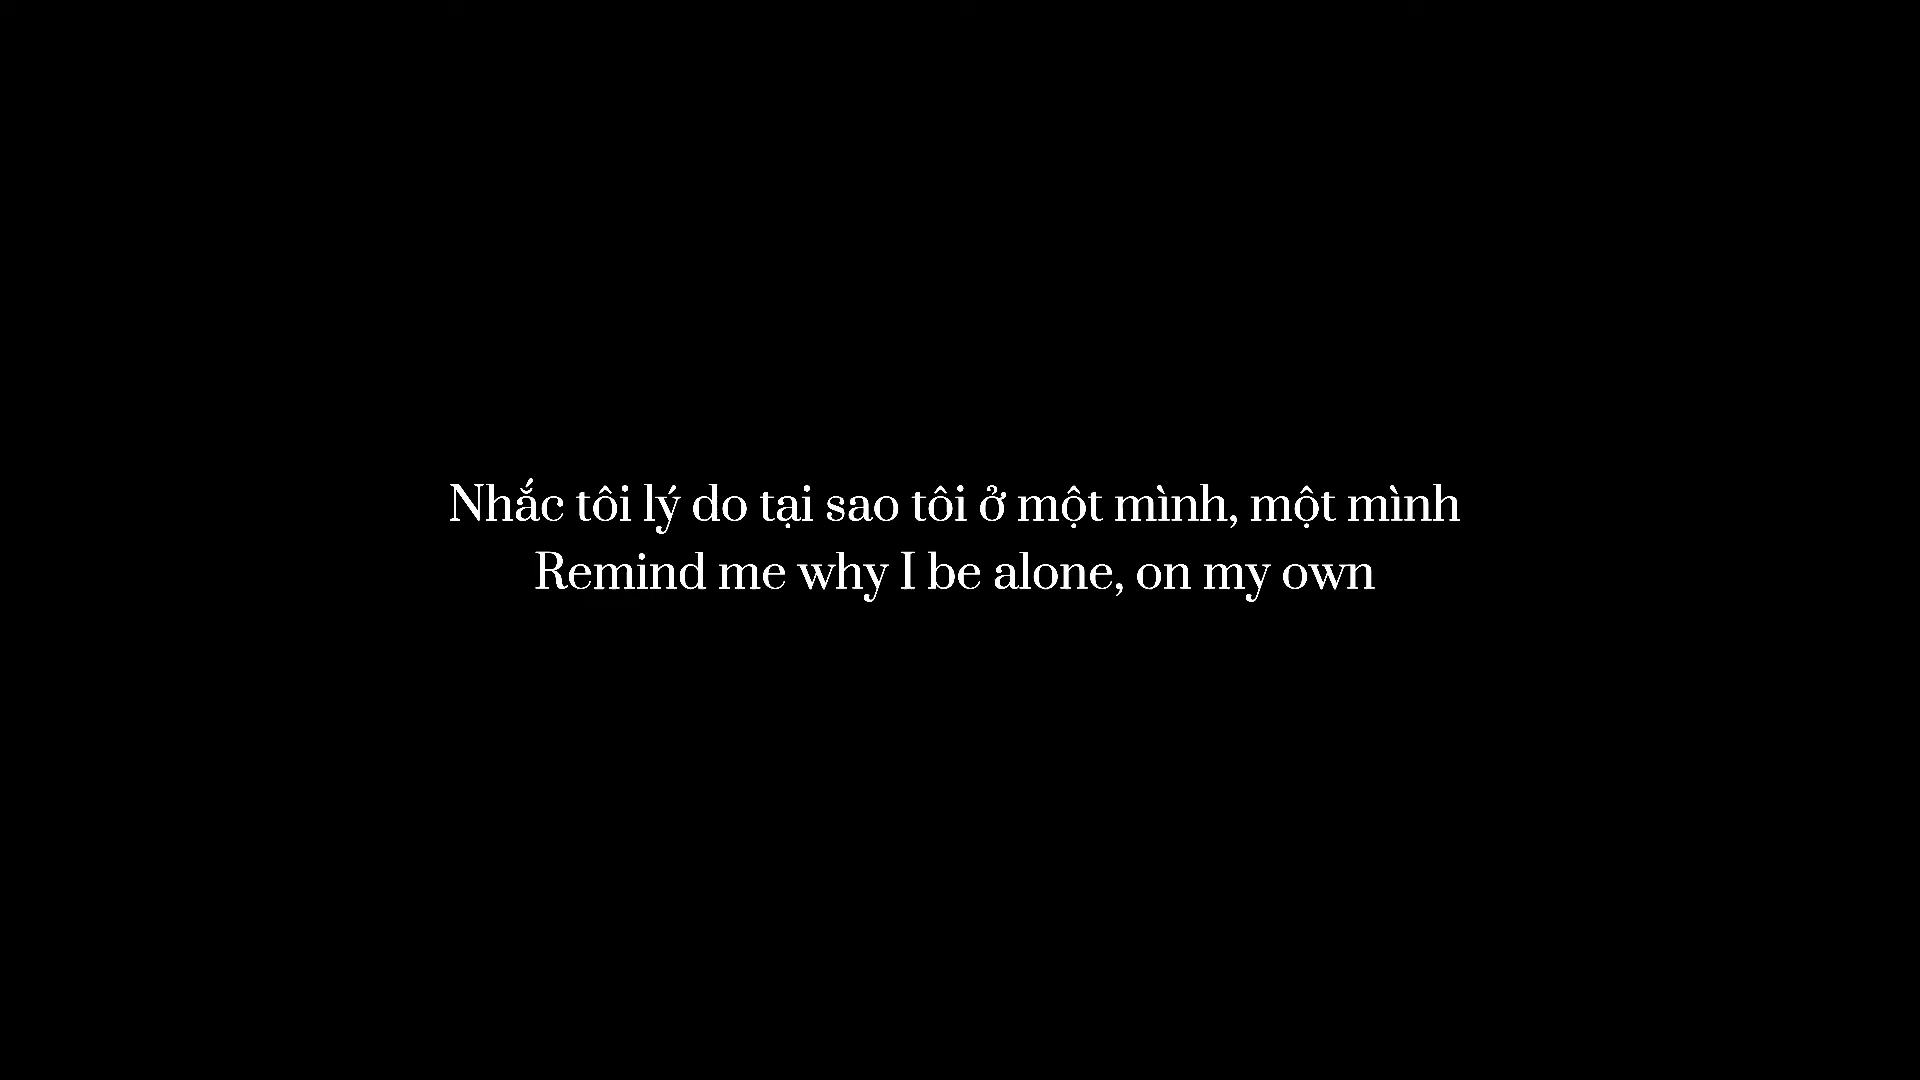 Nhắc tôi lý do tại sao tôi ở một mình, một mình
Remind me why I be alone, on my own